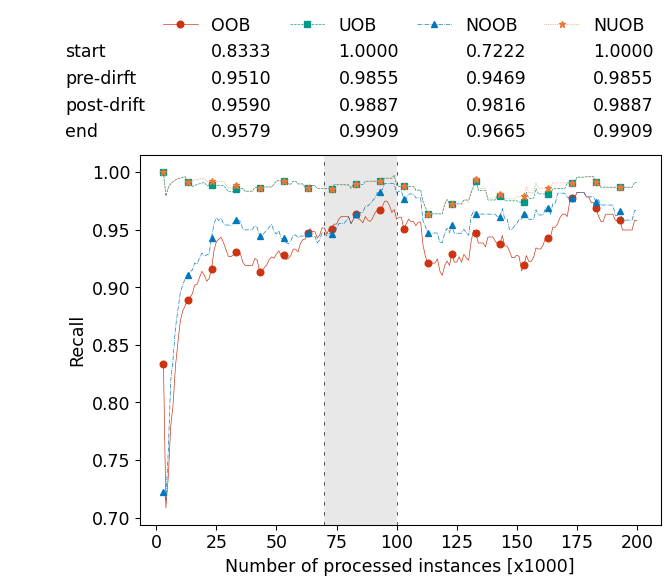 OOB UOB NOOB NUOB
start 0.8333 1.0000 0.7222 1.0000
pre-dirft 0.9510 0.9855 0.9469 0.9855
post-drift 0.9590 0.9887 0.9816 0.9887
end 0.9579 0.9909 0.9665 0.9909
1.00
0.95
0.90
0.85
0.80
0.75
0.70
Recall
0 25 50 75 100 125 150 175 200
Number of processed instances [x1000]